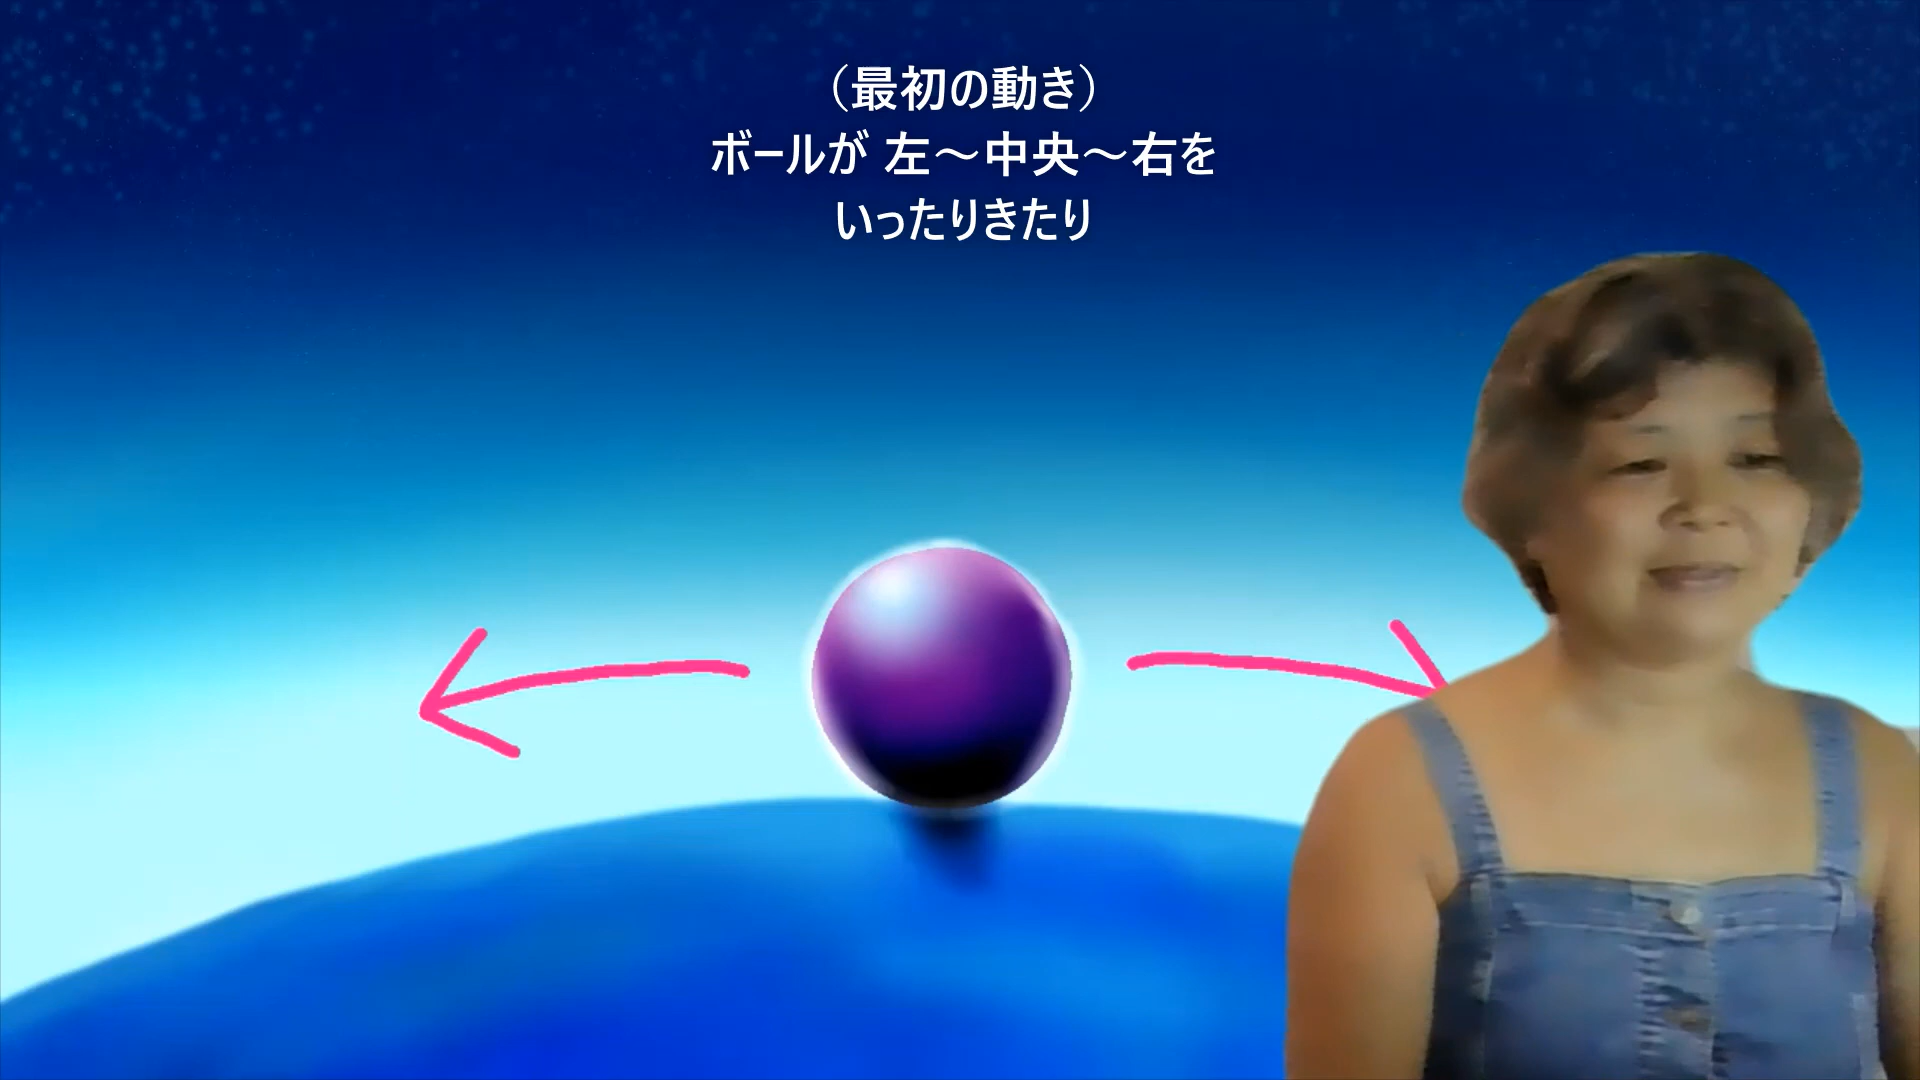 （最初の動き）
ボールが 左～中央～右を
いったりきたり